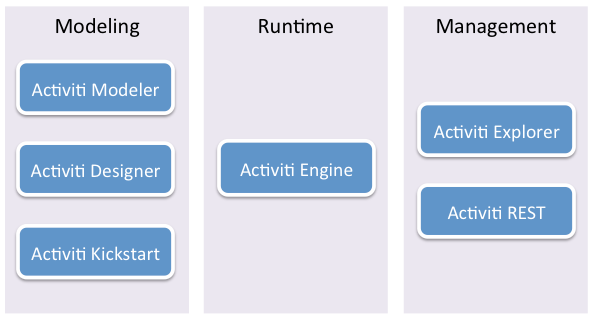 Modeling
Activiti Modeler
Activiti Designer
Activiti Kickstart
Runtime
Activiti Engine
Management
Activiti Explorer
Activiti REST